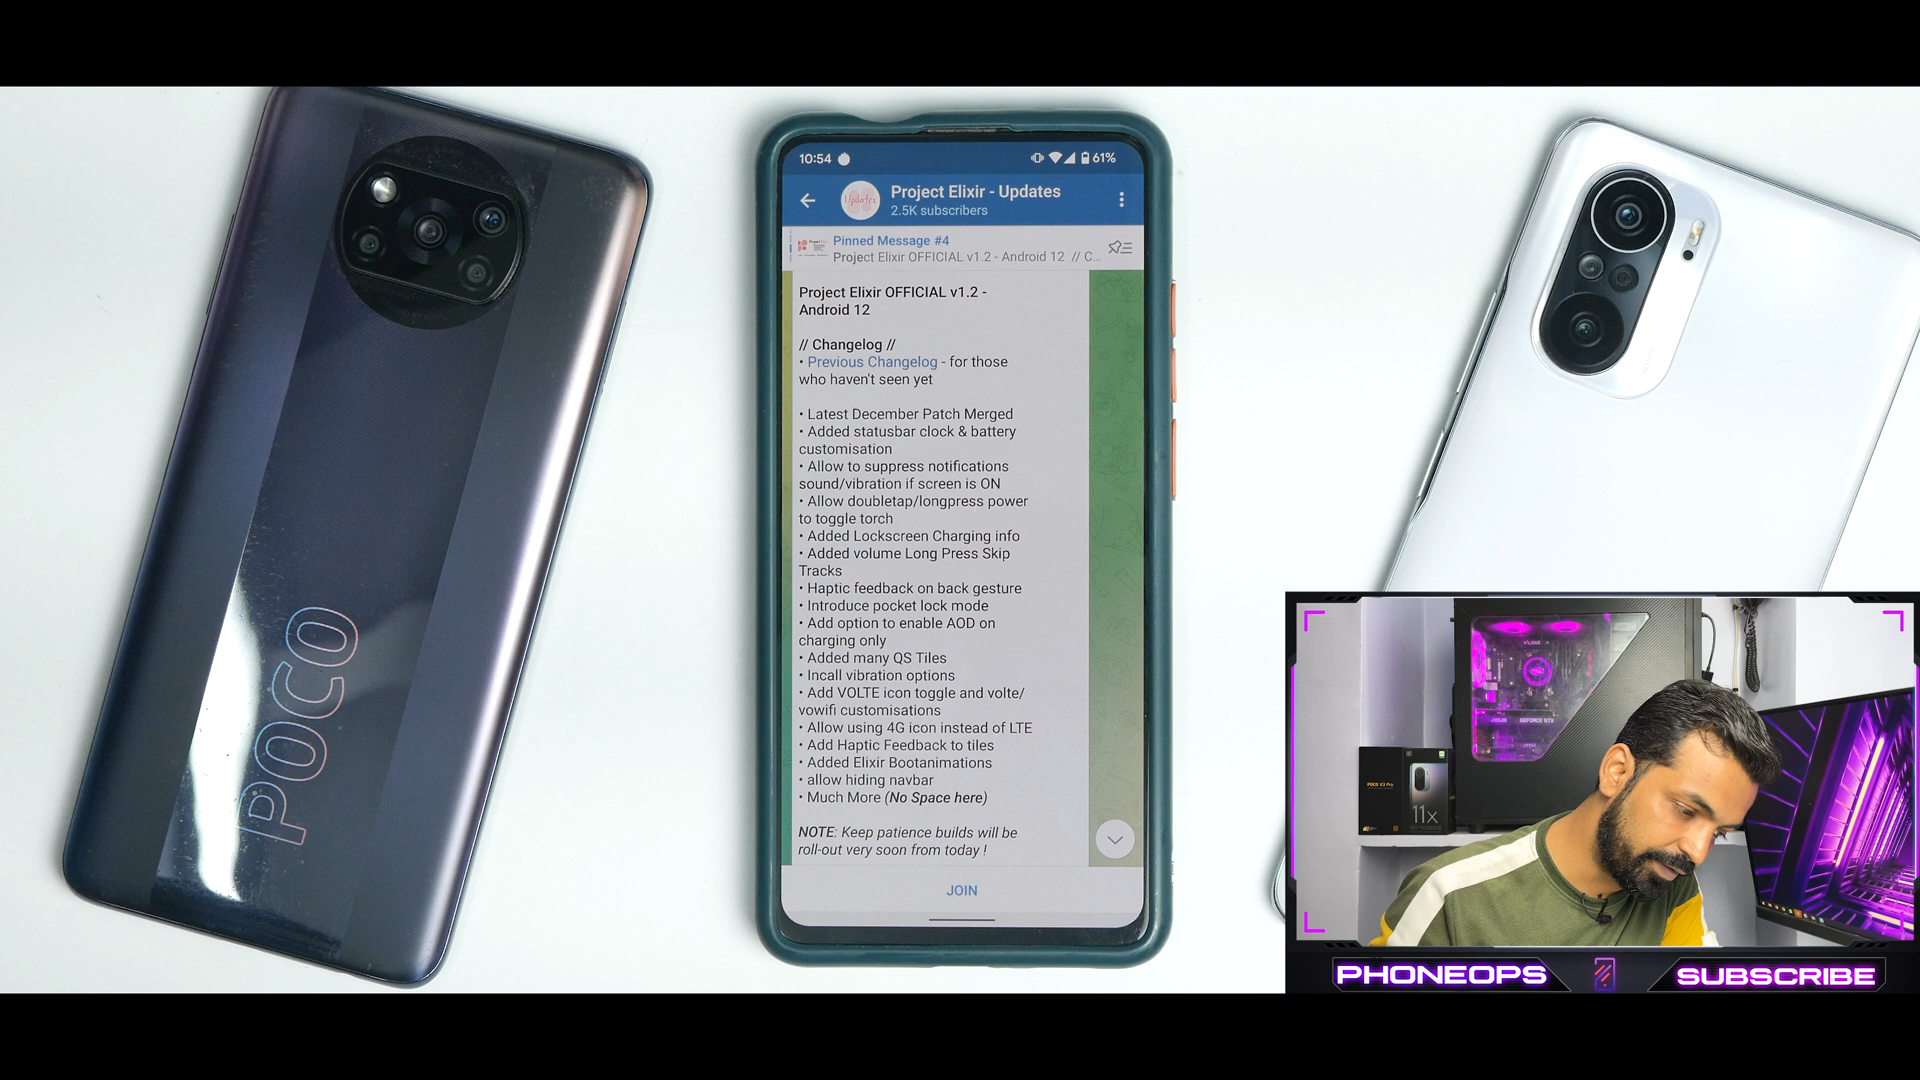 10:54
61%
Project Elixir - Updates
2.5K subscribers
Updates
Pinned Message #4
Project Elixir OFFICIAL v1.2 - Android 12 // C...
Project Elixir OFFICIAL v1.2 -
Android 12
// Changelog //
• Previous Changelog - for those
who haven't seen yet
• Latest December Patch Merged
• Added statusbar clock & battery
customisation
• Allow to suppress notifications
sound/vibration if screen is ON
• Allow doubletap/longpress power
to toggle torch
• Added Lockscreen Charging info
• Added volume Long Press Skip
Tracks
• Haptic feedback on back gesture
• Introduce pocket lock mode
• Add option to enable AOD on
charging only
• Added many QS Tiles
• Incall vibration options
• Add VOLTE icon toggle and volte/
vowifi customisations
• Allow using 4G icon instead of LTE
• Add Haptic Feedback to tiles
• Added Elixir Bootanimations
• allow hiding navbar
• Much More (No Space here)
NOTE: Keep patience builds will be
roll-out very soon from today !
JOIN
POCO
GEFORCE GTX
POCO X3 Pro
11x
PHONEOPS
SUBSCRIBE